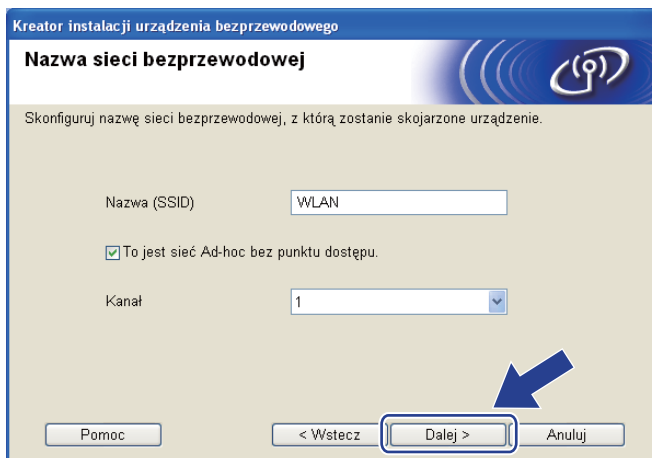 Kreator instalacji urządzenia bezprzewodowego
Nazwa sieci bezprzewodowej
Skonfiguruj nazwę sieci bezprzewodowej, z którą zostanie skojarzone urządzenie.
Nazwa (SSID) WLAN
To jest sieć Ad-hoc bez punktu dostępu.
Kanał 1
Pomoc < Wstecz Dalej > Anuluj